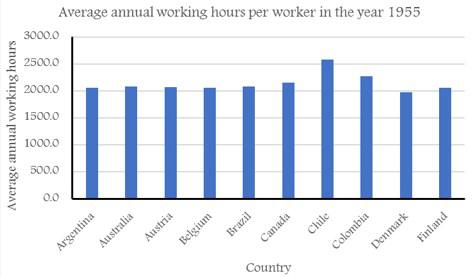 Average annual working hours per worker in the year 1955
Average annual working hours
3000.0
2500.0
2000.0
1500.0
1000.0
500.0
0.0
Argentina
Australia
Austria
Belgium
Brazil
Canada
Chile
Colombia
Denmark
Finland
Country